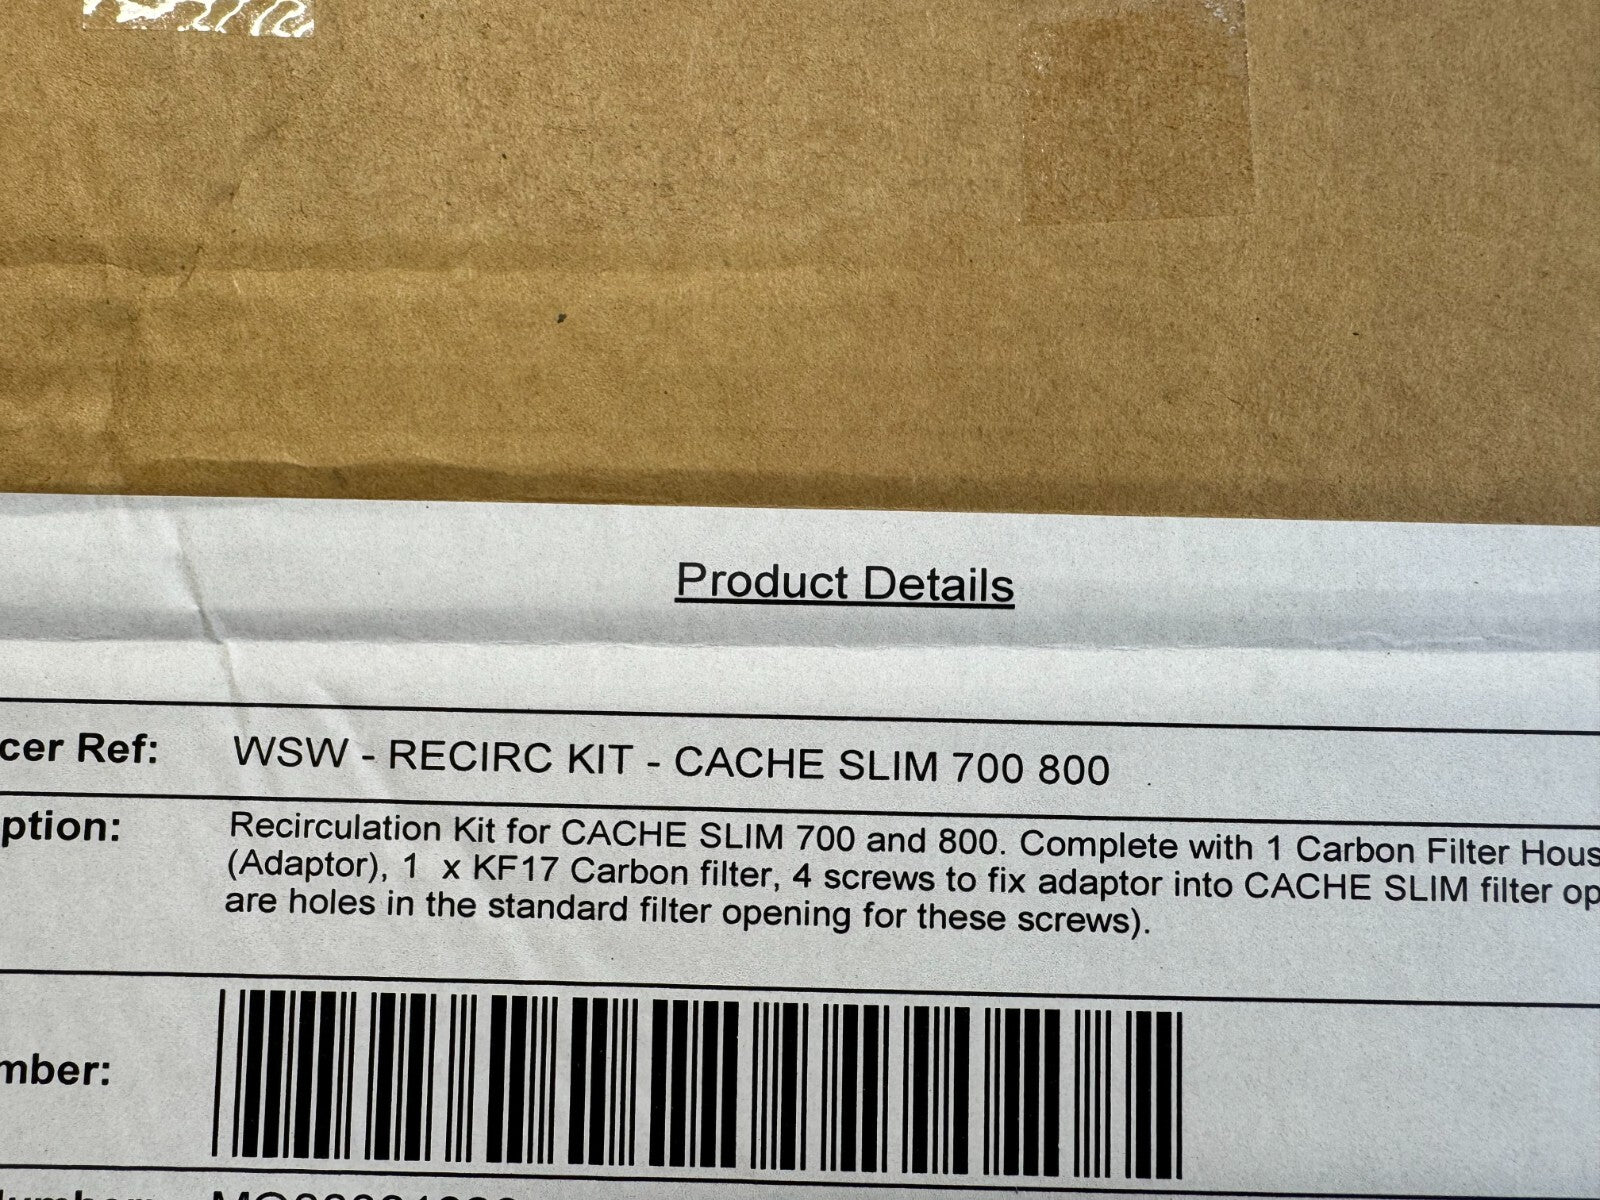 Product Details
cer Ref: WSW - RECIRC KIT - CACHE SLIM 700 800
ption: Recirculation Kit for CACHE SLIM 700 and 800. Complete with 1 Carbon Filter Hous
(Adaptor), 1 x KF17 Carbon filter, 4 screws to fix adaptor into CACHE SLIM filter op
are holes in the standard filter opening for these screws).
mber: